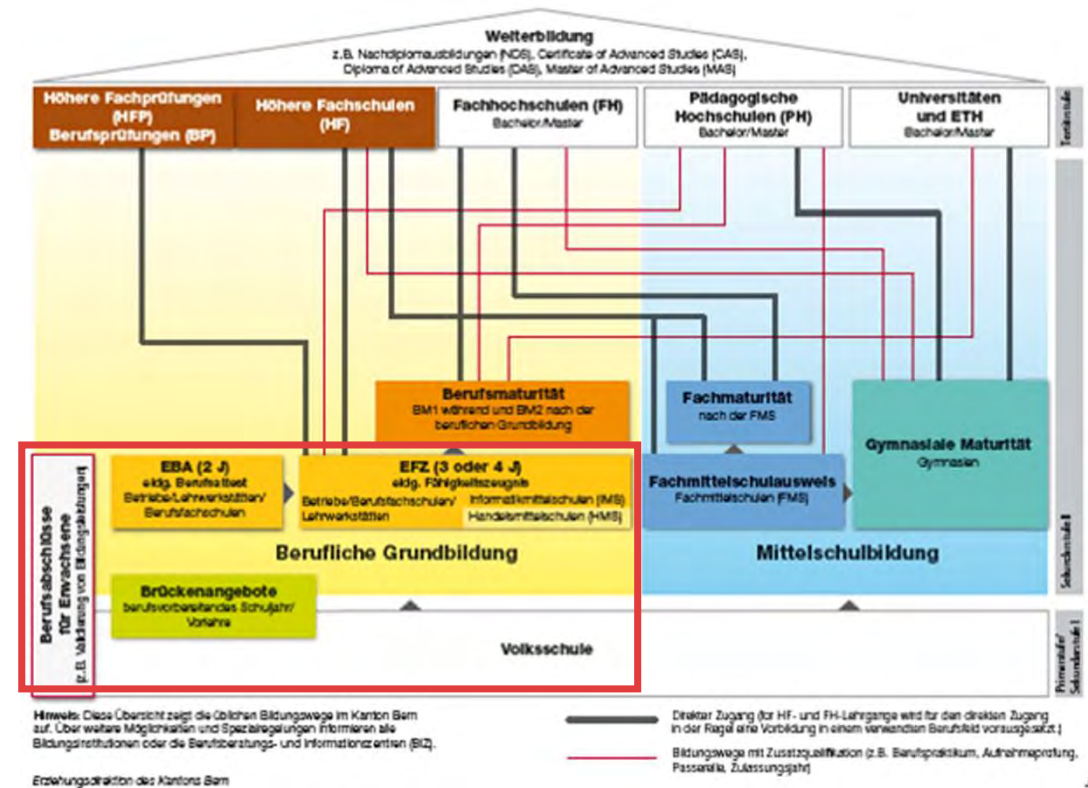 Weiterbildung
z.B. Nachdiplomausbildungen (NDS), Certificate of Advanced Studies (CAS),
Diploma of Advanced Studies (DAS), Master of Advanced Studies (MAS)
Höhere Fachprüfungen
(HFP)
Berufsprüfungen (BP)
Höhere Fachschulen
(HF)
Fachhochschulen (FH)
Bachelor/Master
Pädagogische
Hochschulen (PH)
Bachelor/Master
Universitäten
und ETH
Bachelor/Master
Tertiärstufe
Berufsmaturität
BM1 während und BM2 nach der
beruflichen Grundbildung
Fachmaturität
nach der FMS
Gymnasiale Maturität
Gymnasien
Berufsabschlüsse
für Erwachsene
(z.B. Validierung von Bildungsleistungen)
EBA (2 J)
eidg. Berufsattest
Betriebe/Lehrwerkstätten/
Berufsfachschulen
EFZ (3 oder 4 J)
eidg. Fähigkeitszeugnis
Betriebe/Berufsfachschulen/
Lehrwerkstätten
Informatikmittelschulen (IMS)
Handelsmittelschulen (HMS)
Fachmittelschulausweis
Fachmittelschulen (FMS)
Berufliche Grundbildung
Mittelschulbildung
Sekundarstufe II
Brückenangebote
berufsvorbereitendes Schuljahr/
Vorlehre
Volksschule
Primarstufe/
Sekundarstufe I
Hinweis: Diese Übersicht zeigt die üblichen Bildungswege im Kanton Bern
auf. Über weitere Möglichkeiten und Spezialregelungen informieren alle
Bildungsinstitutionen oder die Berufsberatungs- und Informationszentren (BIZ).
Erziehungsdirektion des Kantons Bern
Direkter Zugang (für HF- und FH-Lehrgänge wird für den direkten Zugang
in der Regel eine Vorbildung in einem verwandten Berufsfeld vorausgesetzt.)
Bildungswege mit Zusatzqualifikation (z.B. Berufspraktikum, Aufnahmeprüfung,
Passerelle, Zulassungsjahr)